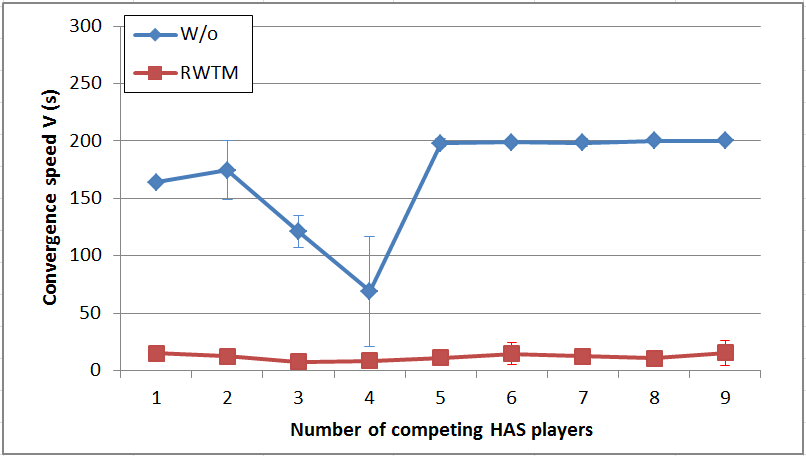 300
250
200
150
100
50
0
Convergence speed V (s)
W/o
RWTM
1 2 3 4 5 6 7 8 9
Number of competing HAS players